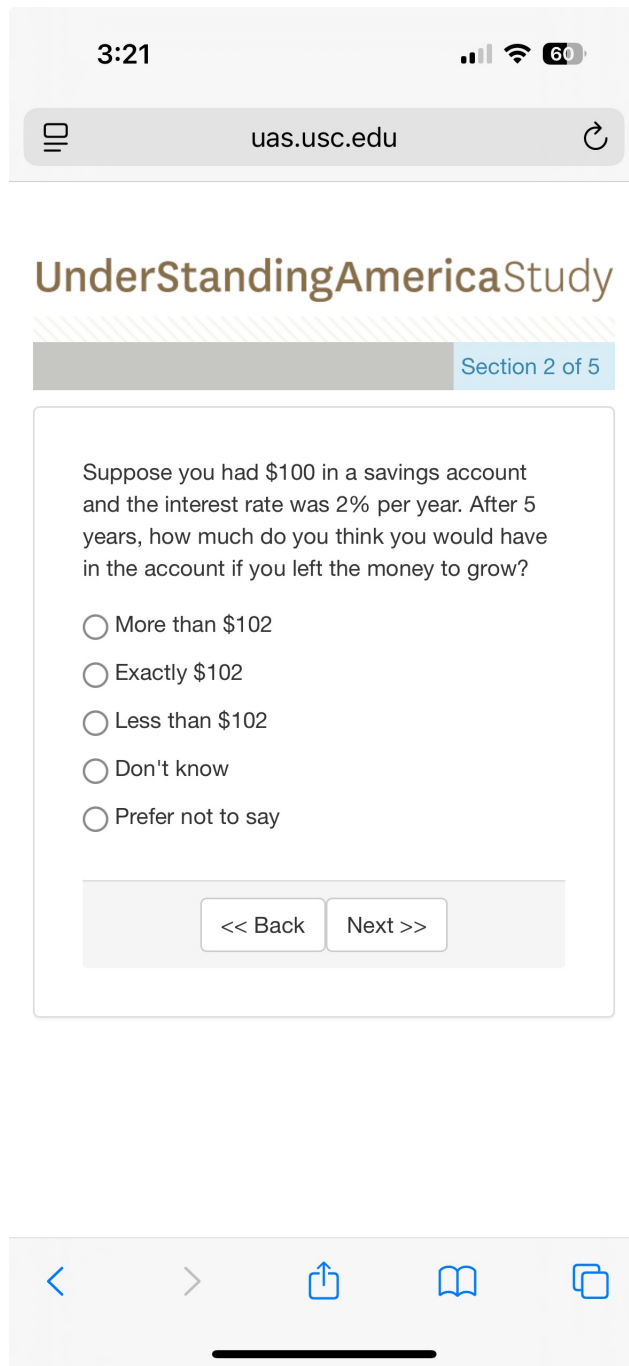 3:21
60
uas.usc.edu
UnderStandingAmericaStudy
Section 2 of 5
Suppose you had $100 in a savings account
and the interest rate was 2% per year. After 5
years, how much do you think you would have
in the account if you left the money to grow?
More than $102
Exactly $102
Less than $102
Don't know
Prefer not to say
<< Back
Next >>